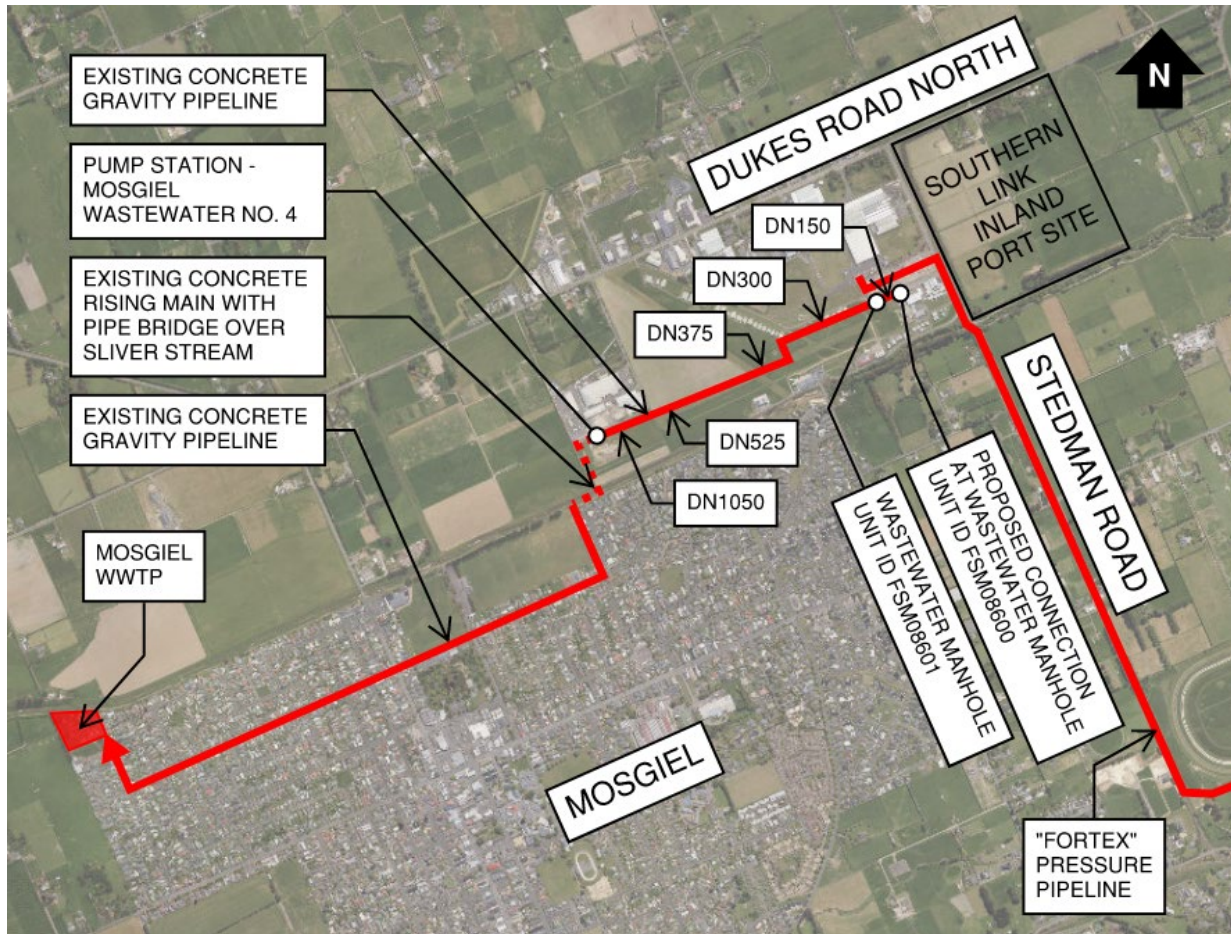 EXISTING CONCRETE
GRAVITY PIPELINE
PUMP STATION -
MOSGIEL
WASTEWATER NO. 4
EXISTING CONCRETE
RISING MAIN WITH
PIPE BRIDGE OVER
SLIVER STREAM
EXISTING CONCRETE
GRAVITY PIPELINE
MOSGIEL
WWTP
DUKES ROAD NORTH
N
SOUTHERN
LINK
INLAND
PORT SITE
DN150
DN300
DN375
DN525
DN1050
STEDMAN ROAD
WASTEWATER MANHOLE
UNIT ID FSM08601
PROPOSED CONNECTION
AT WASTEWATER MANHOLE
UNIT ID FSM08600
MOSGIEL
"FORTEX"
PRESSURE
PIPELINE